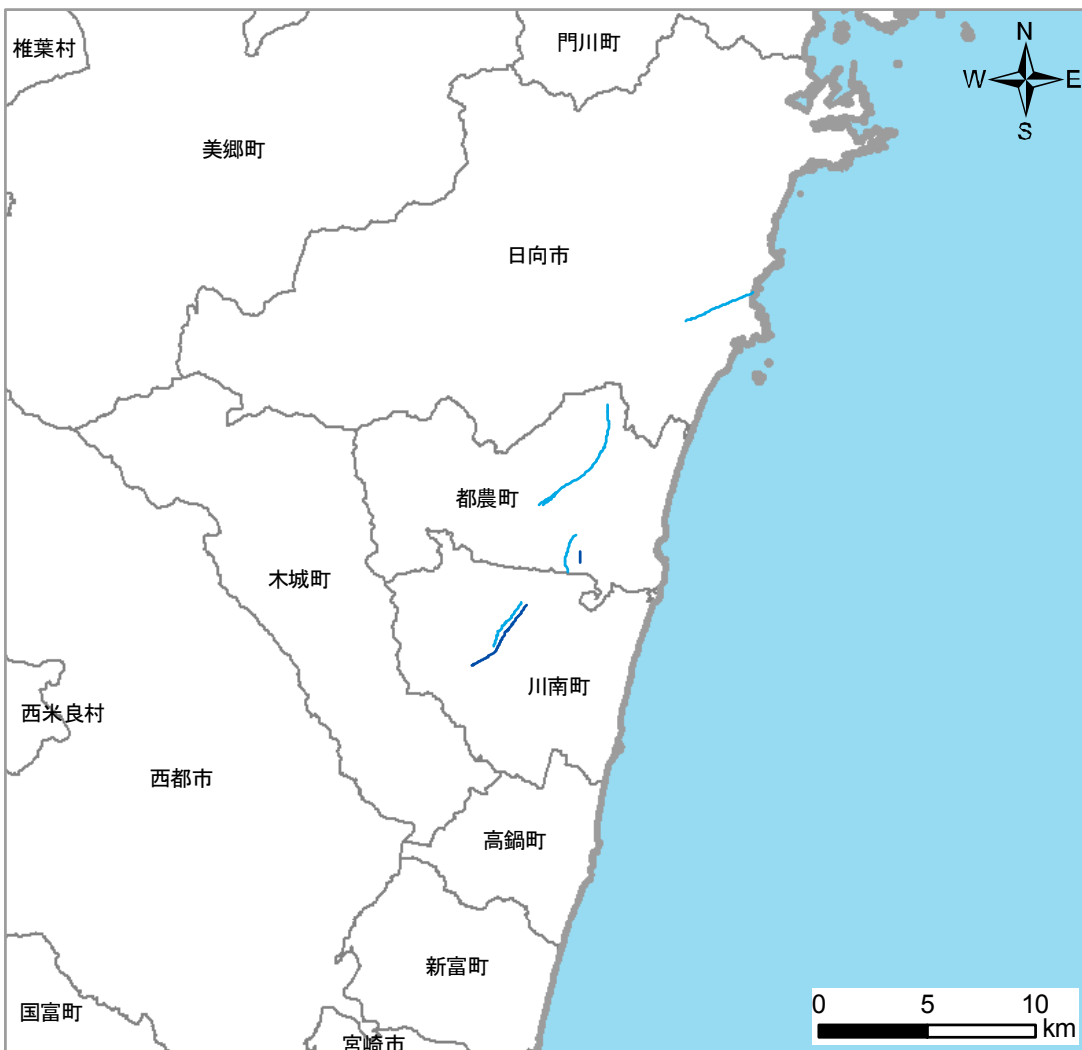 椎葉村
門川町
N
W
E
S
美郷町
日向市
都農町
木城町
川南町
西米良村
西都市
高鍋町
新富町
国富町
宮崎市
0 5 10
km